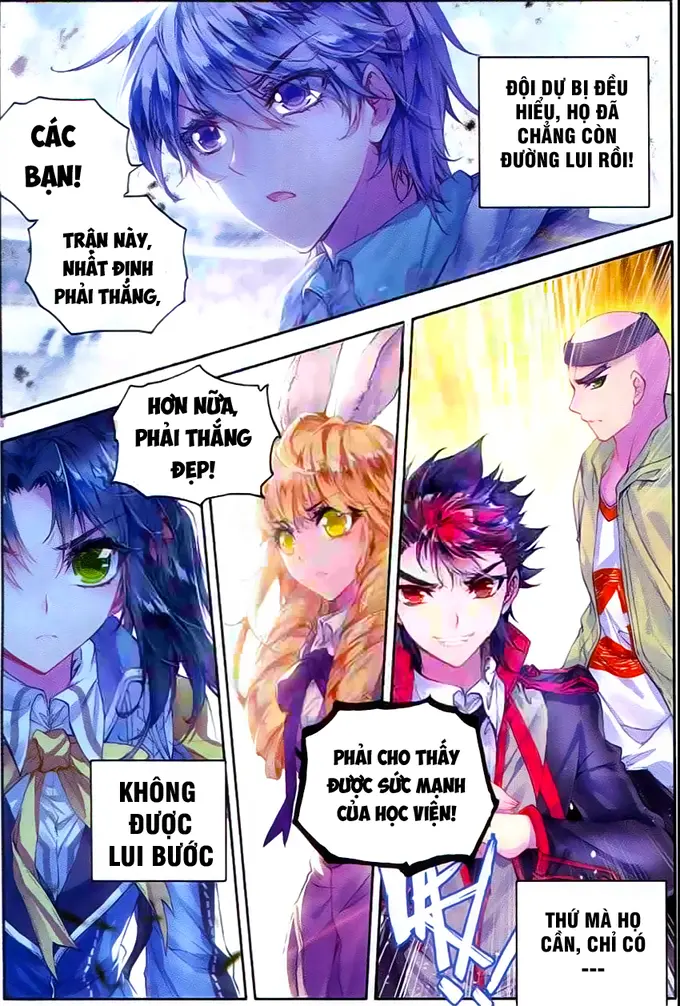 ĐỘI DỰ BỊ ĐỀU
HIỂU, HỌ ĐÃ
CHẲNG CÒN
ĐƯỜNG LUI RỒI!
CÁC
BẠN!
TRẬN NÀY,
NHẤT ĐỊNH
PHẢI THẮNG,
HƠN NỮA,
PHẢI THẮNG
ĐẸP!
PHẢI CHO THẤY
ĐƯỢC SỨC MẠNH
CỦA HỌC VIỆN!
KHÔNG
ĐƯỢC
LUI BƯỚC
THỨ MÀ HỌ
CẦN, CHỈ CÓ
---